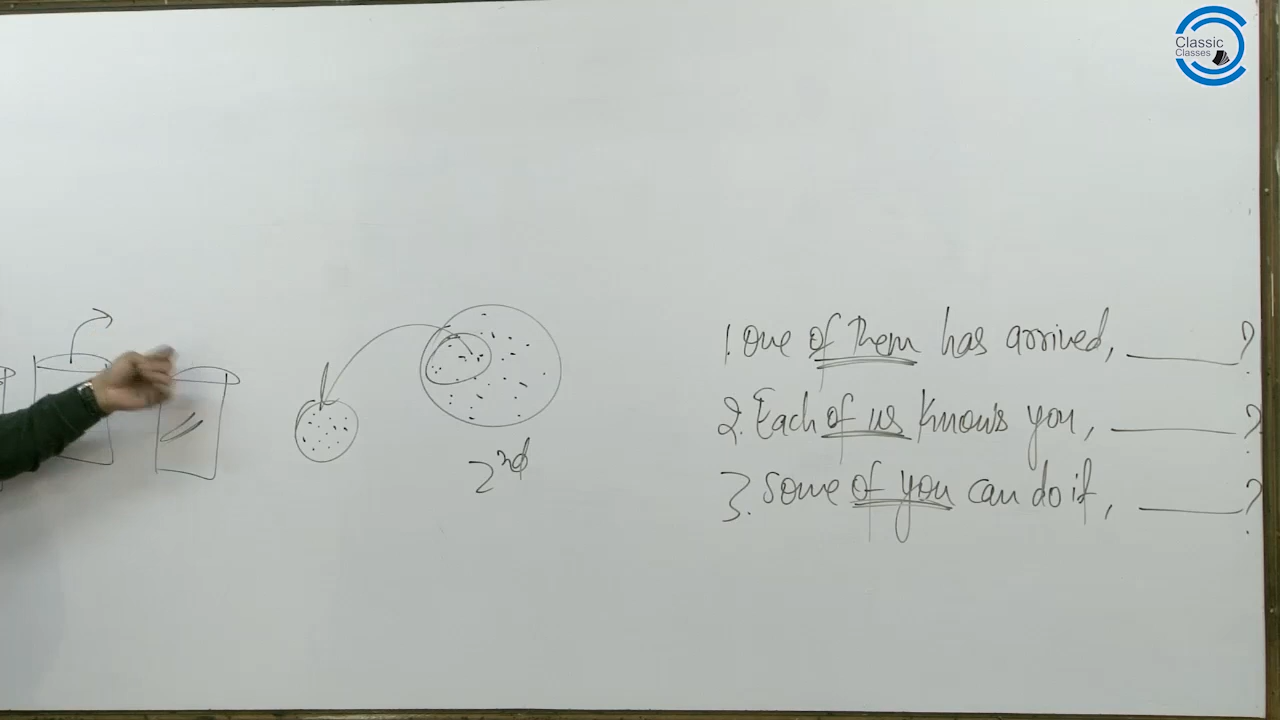 Classic
Classes
1. One of them has arrived, ______?
2. Each of us knows you, ______?
3. Some of you can do it, ______?
2nd